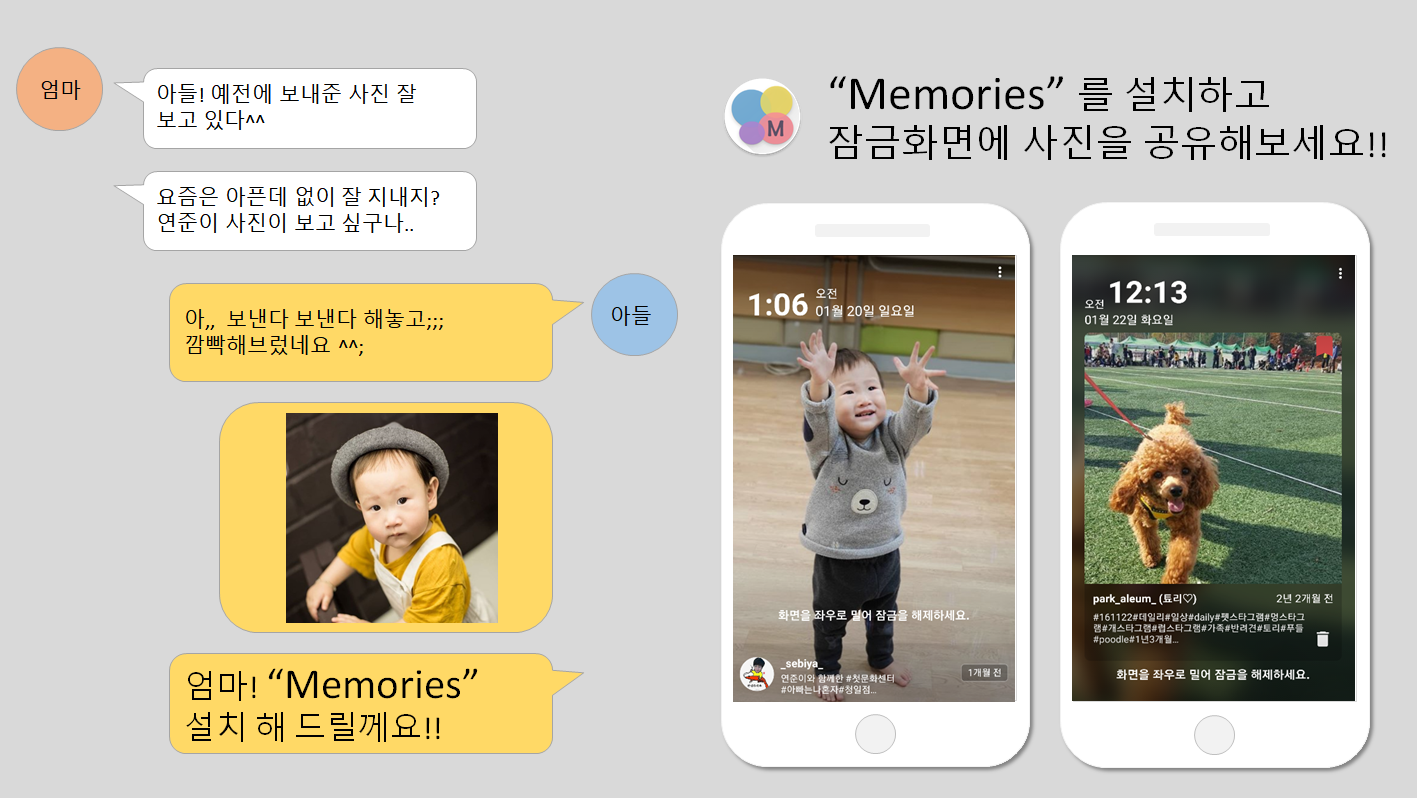 엄마
아들! 예전에 보내준 사진 잘
보고 있다^^
요즘은 아픈데 없이 잘 지내지?
연준이 사진이 보고 싶구나..
아들
아,, 보낸다 보낸다 해놓고;;;
깜빡해브렀네요 ^^;
엄마! “Memories”
설치 해 드릴께요!!
M
“Memories” 를 설치하고
잠금화면에 사진을 공유해보세요!!
1:06 오전
01월 20일 일요일
화면을 좌우로 밀어 잠금을 해제하세요.
_sebiya_
연준이와 함께한 #첫문화센터
#아빠는나혼자#청일점...
1개월 전
오전 12:13
01월 22일 화요일
park_aleum_ (툐리♡)
2년 2개월 전
#161122#데일리#일상#daily#펫스타그램#멍스타그
램#개스타그램#럽스타그램#가족#반려견#토리#푸들
#poodle#1년3개월...
화면을 좌우로 밀어 잠금을 해제하세요.